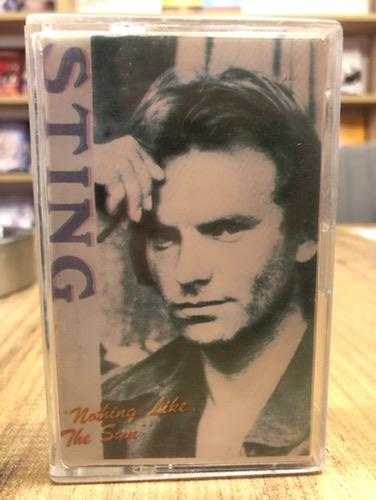 STING
Nothing Like
The Sun